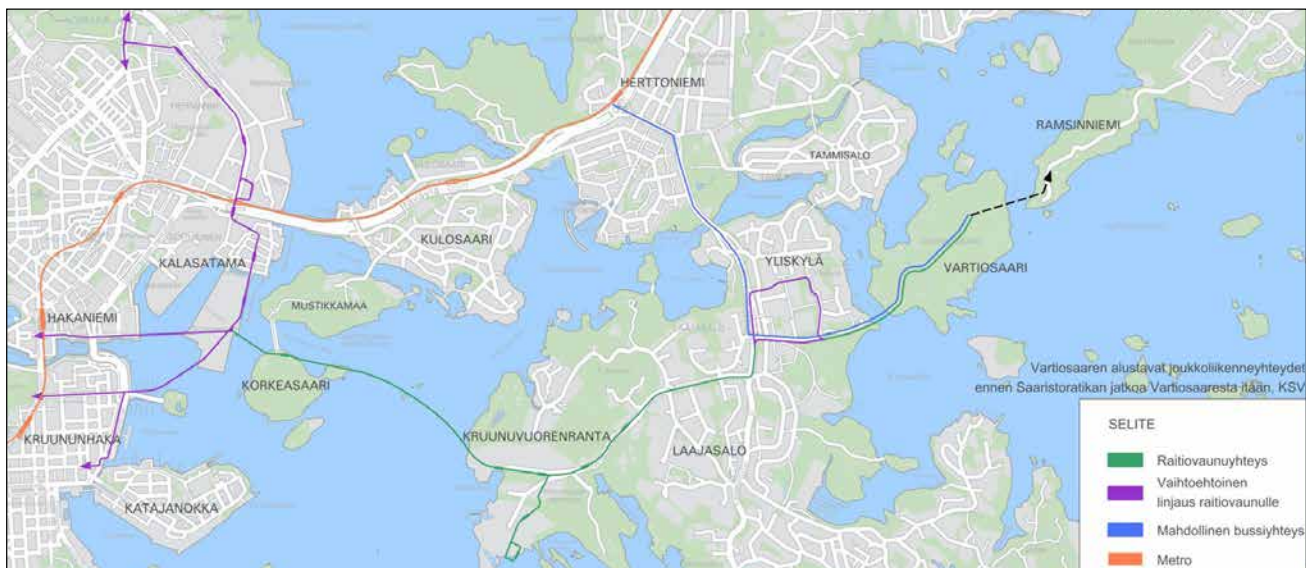 HERTTONIEMI
RAMSINNIEMI
TAMMISALO
KULOSAARI
YLISKYLÄ
VARTIOSAARI
KALASATAMA
MUSTIKKAMAA
HAKANIEMI
KORKEASAARI
KRUUNUNHAKA
KRUUNUVUORENRANTA
LAAJASALO
KATAJANOKKA
Vartiosaaren alustavat joukkoliikenneyhteydet
ennen Saaristoratikan jatkoa Vartiosaaresta itään, KSV
SELITE
Raitiovaunuyhteys
Vaihtoehtoinen
linjaus raitiovaunulle
Mahdollinen bussiyhteys
Metro